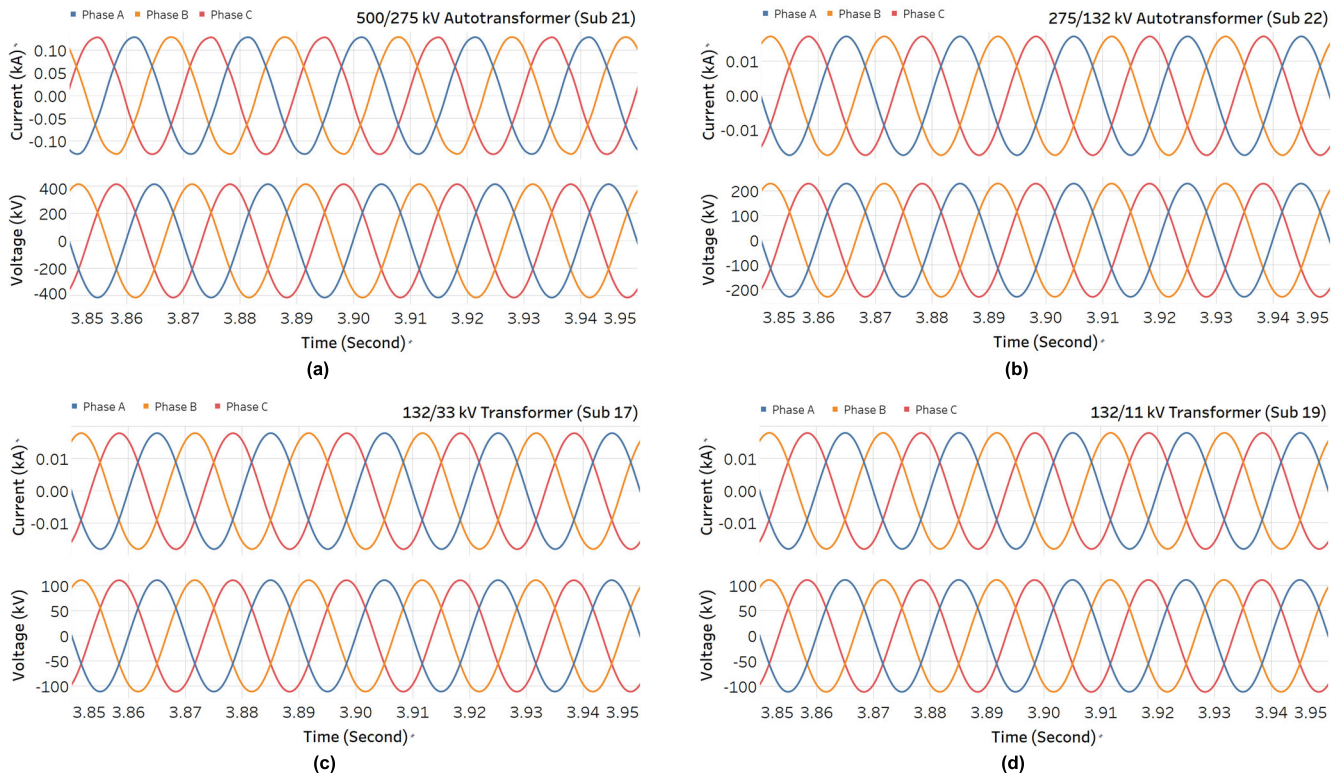 Phase A Phase B Phase C
500/275 kV Autotransformer (Sub 21)
Current (kA)
0.10
0.05
0.00
-0.05
-0.10
Voltage (kV)
400
200
0
-200
-400
3.85 3.86 3.87 3.88 3.89 3.90 3.91 3.92 3.93 3.94 3.95
Time (Second)
(a)
Phase A Phase B Phase C
275/132 kV Autotransformer (Sub 22)
Current (kA)
0.01
0.00
-0.01
Voltage (kV)
200
100
0
-100
-200
3.85 3.86 3.87 3.88 3.89 3.90 3.91 3.92 3.93 3.94 3.95
Time (Second)
(b)
Phase A Phase B Phase C
132/33 kV Transformer (Sub 17)
Current (kA)
0.01
0.00
-0.01
Voltage (kV)
100
50
0
-50
-100
3.85 3.86 3.87 3.88 3.89 3.90 3.91 3.92 3.93 3.94 3.95
Time (Second)
(c)
Phase A Phase B Phase C
132/11 kV Transformer (Sub 19)
Current (kA)
0.01
0.00
-0.01
Voltage (kV)
100
50
0
-50
-100
3.85 3.86 3.87 3.88 3.89 3.90 3.91 3.92 3.93 3.94 3.95
Time (Second)
(d)